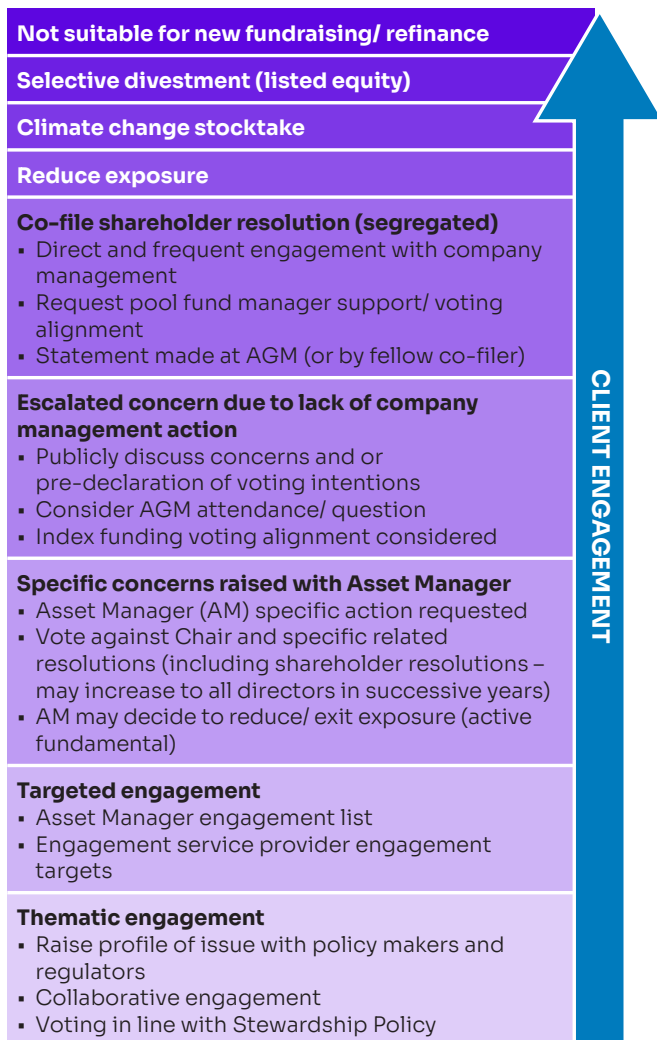 Not suitable for new fundraising/ refinance
Selective divestment (listed equity)
Climate change stocktake
Reduce exposure
Co-file shareholder resolution (segregated)
▪ Direct and frequent engagement with company
management
▪ Request pool fund manager support/ voting
alignment
▪ Statement made at AGM (or by fellow co-filer)
Escalated concern due to lack of company
management action
▪ Publicly discuss concerns and or
pre-declaration of voting intentions
▪ Consider AGM attendance/ question
▪ Index funding voting alignment considered
Specific concerns raised with Asset Manager
▪ Asset Manager (AM) specific action requested
▪ Vote against Chair and specific related
resolutions (including shareholder resolutions –
may increase to all directors in successive years)
▪ AM may decide to reduce/ exit exposure (active
fundamental)
Targeted engagement
▪ Asset Manager engagement list
▪ Engagement service provider engagement
targets
Thematic engagement
▪ Raise profile of issue with policy makers and
regulators
▪ Collaborative engagement
▪ Voting in line with Stewardship Policy
CLIENT ENGAGEMENT